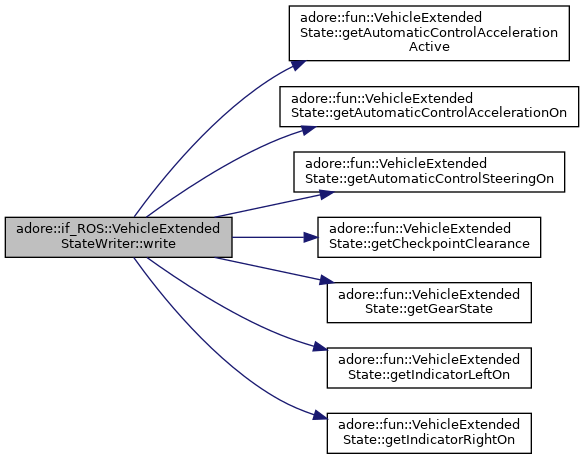 adore::if_ROS::VehicleExtended
StateWriter::write
adore::fun::VehicleExtended
State::getAutomaticControlAcceleration
Active
adore::fun::VehicleExtended
State::getAutomaticControlAccelerationOn
adore::fun::VehicleExtended
State::getAutomaticControlSteeringOn
adore::fun::VehicleExtended
State::getCheckpointClearance
adore::fun::VehicleExtended
State::getGearState
adore::fun::VehicleExtended
State::getIndicatorLeftOn
adore::fun::VehicleExtended
State::getIndicatorRightOn